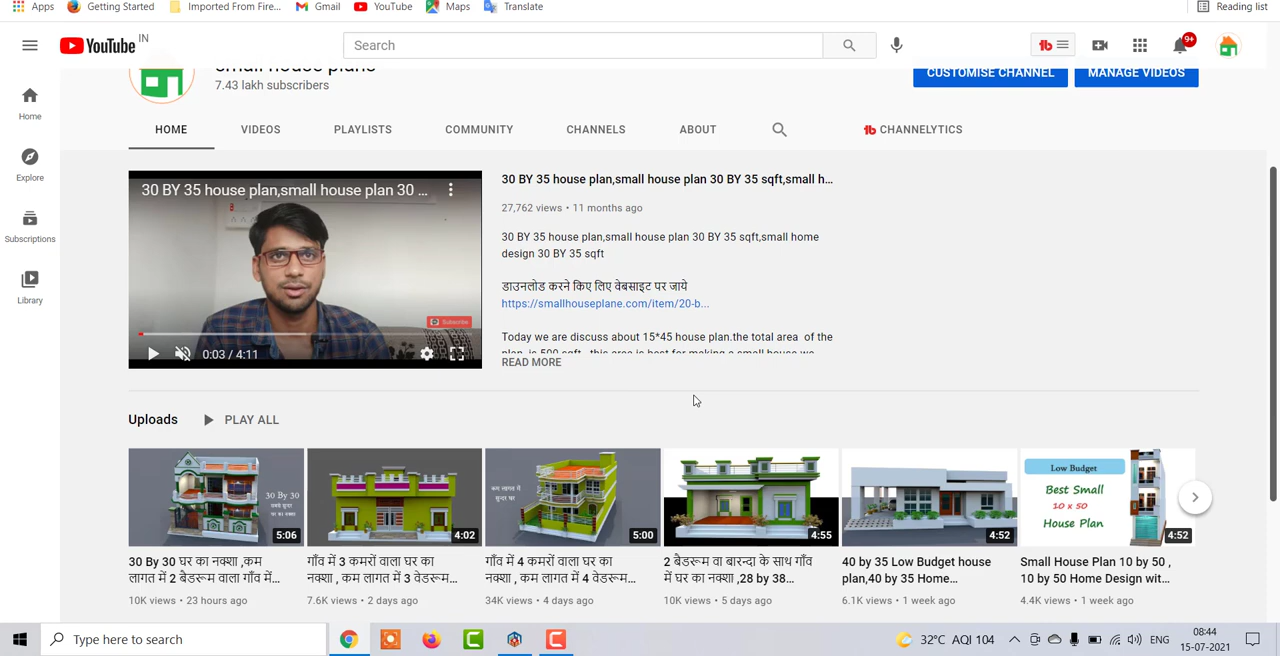 Apps Getting Started Imported From Fire... Gmail YouTube Maps Translate Reading list
YouTube IN
Search
9+
Home
Explore
Subscriptions
Library
small house plans
7.43 lakh subscribers
CUSTOMISE CHANNEL MANAGE VIDEOS
HOME VIDEOS PLAYLISTS COMMUNITY CHANNELS ABOUT CHANNELYTICS
30 BY 35 house plan,small house plan 30 ...
Subscribe
0:03 / 4:11
30 BY 35 house plan,small house plan 30 BY 35 sqft,small h...
27,762 views • 11 months ago
30 BY 35 house plan,small house plan 30 BY 35 sqft,small home
design 30 BY 35 sqft
डाउनलोड करने किए लिए वेबसाइट पर जाये
https://smallhouseplane.com/item/20-b...
Today we are discuss about 15*45 house plan.the total area of the
READ MORE
Uploads PLAY ALL
30 By 30
घर का नक्शा
5:06
4:02
कम लागत में
सुन्दर घर
5:00
4:55
4:52
Low Budget
Best Small
10 x 50
House Plan
4:52
30 By 30 घर का नक्शा ,कम
लागत में 2 बैडरूम वाला गाँव में...
10K views • 23 hours ago
गाँव में 3 कमरों वाला घर का
नक्शा , कम लागत में 3 वेडरूम...
7.6K views • 2 days ago
गाँव में 4 कमरों वाला घर का
नक्शा , कम लागत में 4 वेडरूम...
34K views • 4 days ago
2 बैडरूम वा बारन्दा के साथ गाँव
में घर का नक्शा ,28 by 38...
10K views • 5 days ago
40 by 35 Low Budget house
plan,40 by 35 Home...
6.1K views • 1 week ago
Small House Plan 10 by 50 ,
10 by 50 Home Design wit...
4.4K views • 1 week ago
Type here to search
32°C AQI 104
ENG
08:44
15-07-2021